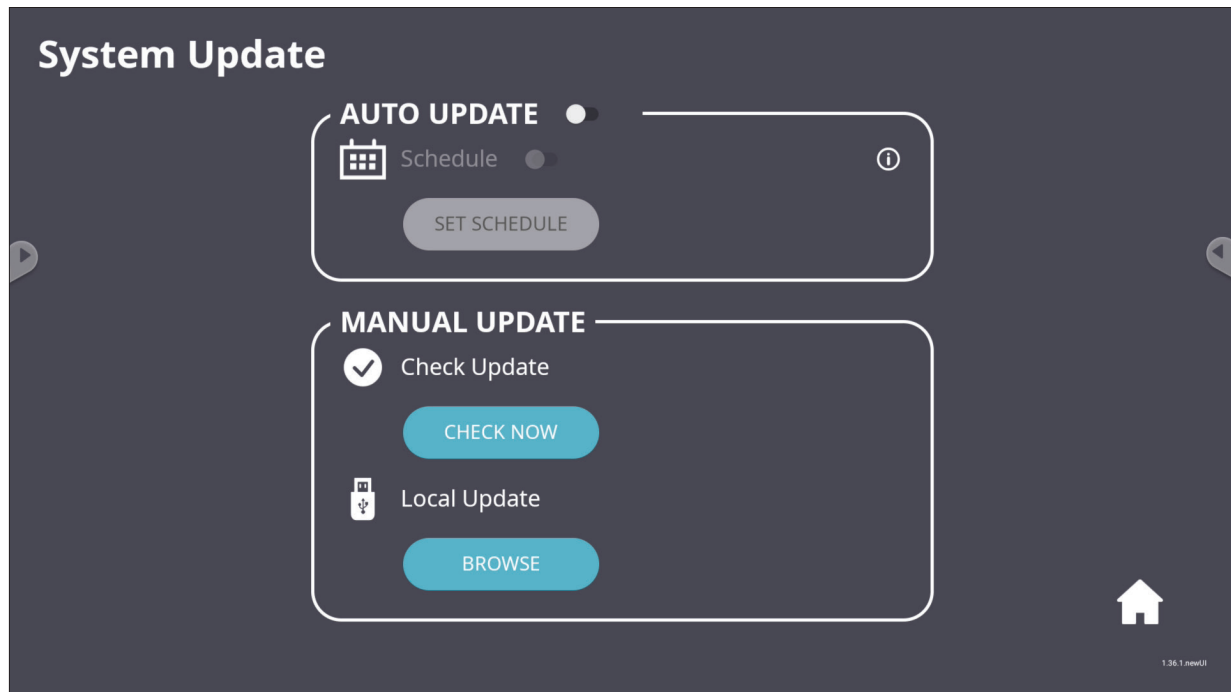 System Update
AUTO UPDATE
Schedule
SET SCHEDULE
MANUAL UPDATE
Check Update
CHECK NOW
Local Update
BROWSE
1.36.1.newUI